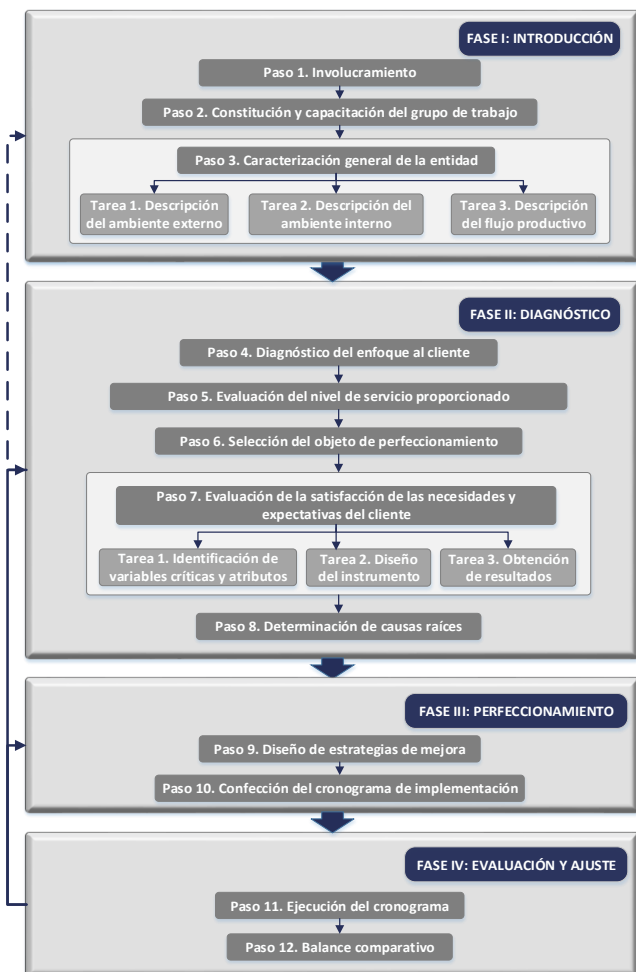 FASE I: INTRODUCCIÓN
Paso 1. Involucramiento
Paso 2. Constitución y capacitación del grupo de trabajo
Paso 3. Caracterización general de la entidad
Tarea 1. Descripción
del ambiente externo
Tarea 2. Descripción del
ambiente interno
Tarea 3. Descripción
del flujo productivo
FASE II: DIAGNÓSTICO
Paso 4. Diagnóstico del enfoque al cliente
Paso 5. Evaluación del nivel de servicio proporcionado
Paso 6. Selección del objeto de perfeccionamiento
Paso 7. Evaluación de la satisfacción de las necesidades y
expectativas del cliente
Tarea 1. Identificación de
variables críticas y atributos
Tarea 2. Diseño
del instrumento
Tarea 3. Obtención
de resultados
Paso 8. Determinación de causas raíces
FASE III: PERFECCIONAMIENTO
Paso 9. Diseño de estrategias de mejora
Paso 10. Confección del cronograma de implementación
FASE IV: EVALUACIÓN Y AJUSTE
Paso 11. Ejecución del cronograma
Paso 12. Balance comparativo